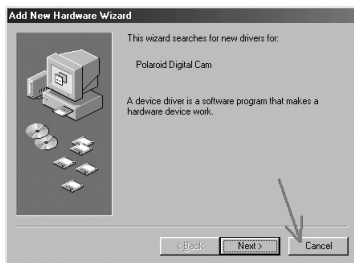 Add New Hardware Wizard
This wizard searches for new drivers for:
Polaroid Digital Cam
A device driver is a software program that makes a
hardware device work.
< Back
Next >
Cancel